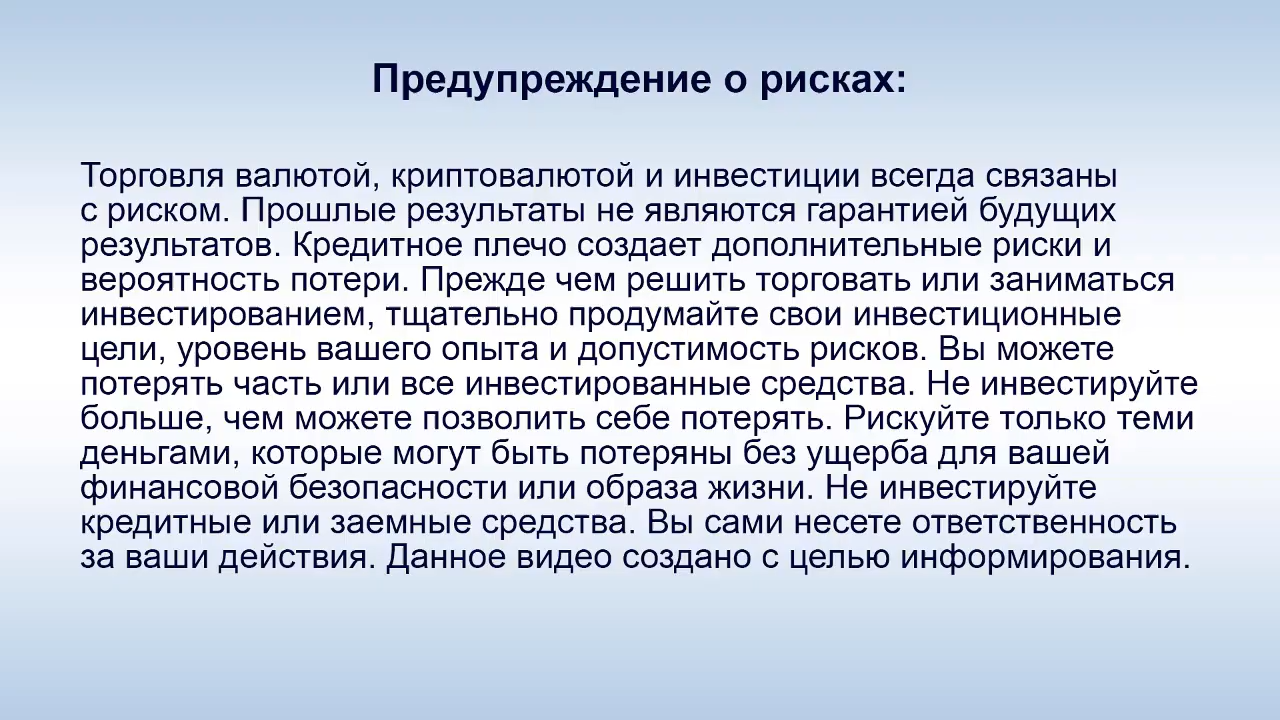 Предупреждение о рисках:
Торговля валютой, криптовалютой и инвестиции всегда связаны
с риском. Прошлые результаты не являются гарантией будущих
результатов. Кредитное плечо создает дополнительные риски и
вероятность потери. Прежде чем решить торговать или заниматься
инвестированием, тщательно продумайте свои инвестиционные
цели, уровень вашего опыта и допустимость рисков. Вы можете
потерять часть или все инвестированные средства. Не инвестируйте
больше, чем можете позволить себе потерять. Рискуйте только теми
деньгами, которые могут быть потеряны без ущерба для вашей
финансовой безопасности или образа жизни. Не инвестируйте
кредитные или заемные средства. Вы сами несете ответственность
за ваши действия. Данное видео создано с целью информирования.